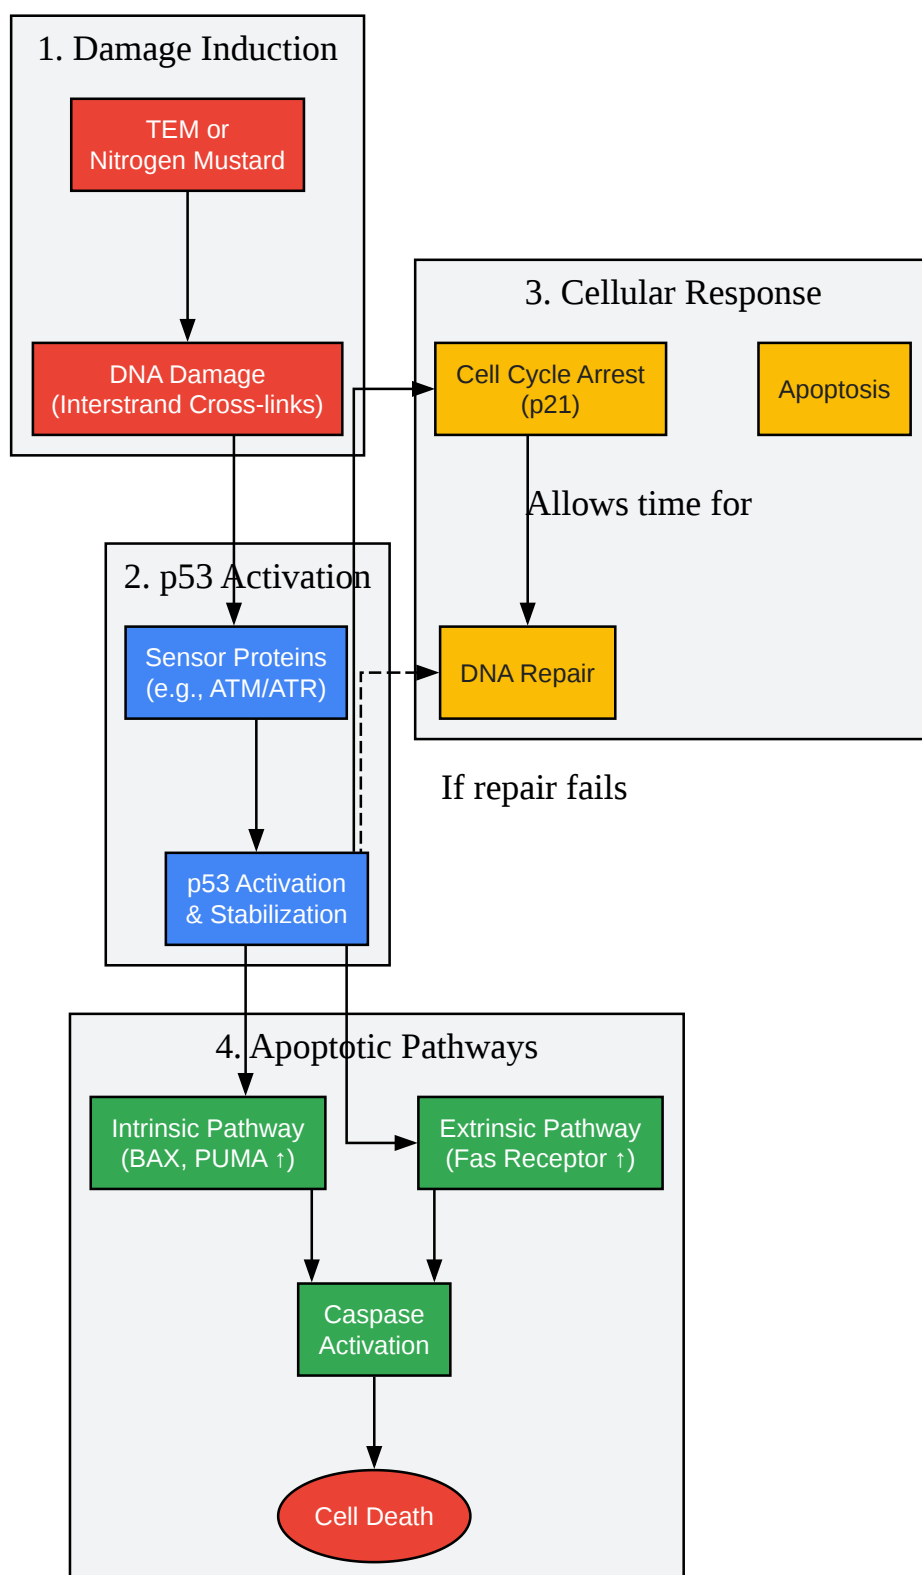 1. Damage Induction
TEM or
Nitrogen Mustard
DNA Damage
(Interstrand Cross-links)
2. p53 Activation
Sensor Proteins
(e.g., ATM/ATR)
p53 Activation
& Stabilization
3. Cellular Response
Cell Cycle Arrest
(p21)
Apoptosis
Allows time for
DNA Repair
If repair fails
4. Apoptotic Pathways
Intrinsic Pathway
(BAX, PUMA ↑)
Extrinsic Pathway
(Fas Receptor ↑)
Caspase
Activation
Cell Death